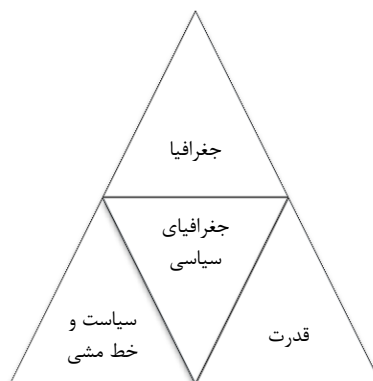 جغرافیا
جغرافیای
سیاسی
سیاست و
خط مشی
قدرت